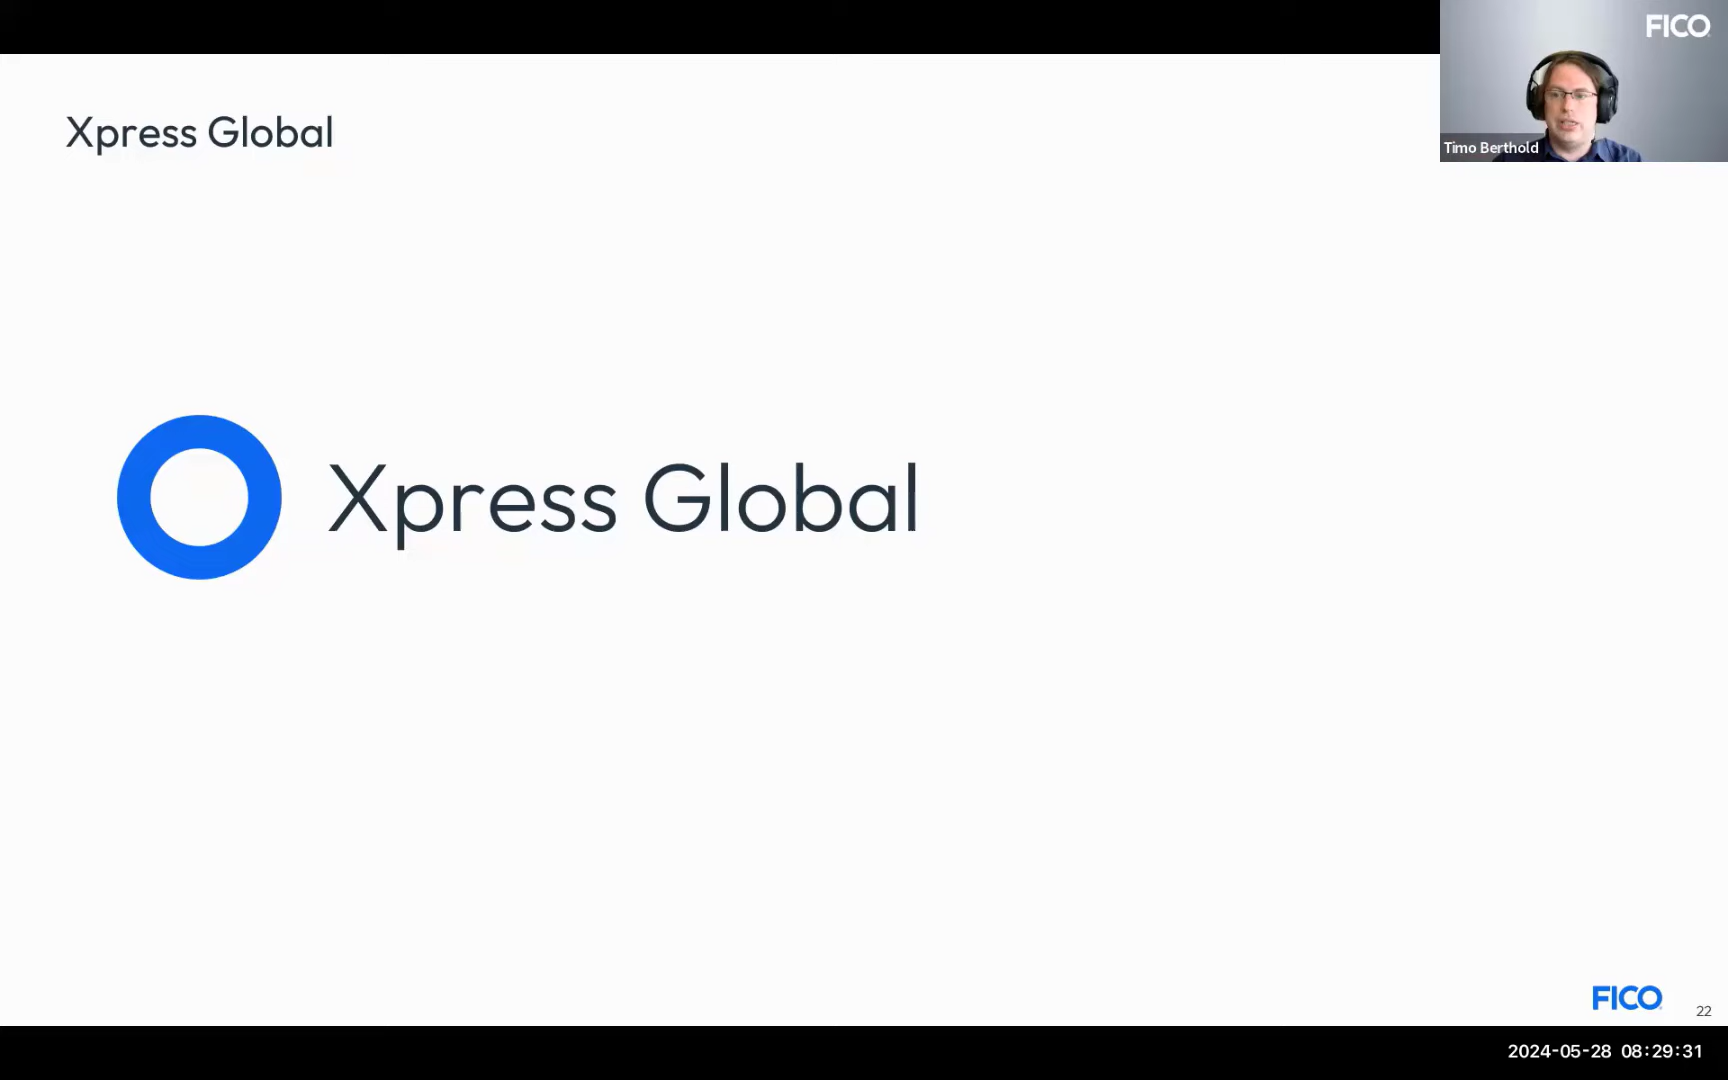 FICO
Xpress Global
Timo Berthold
Xpress Global
FICO
22
2024-05-28 08:29:31